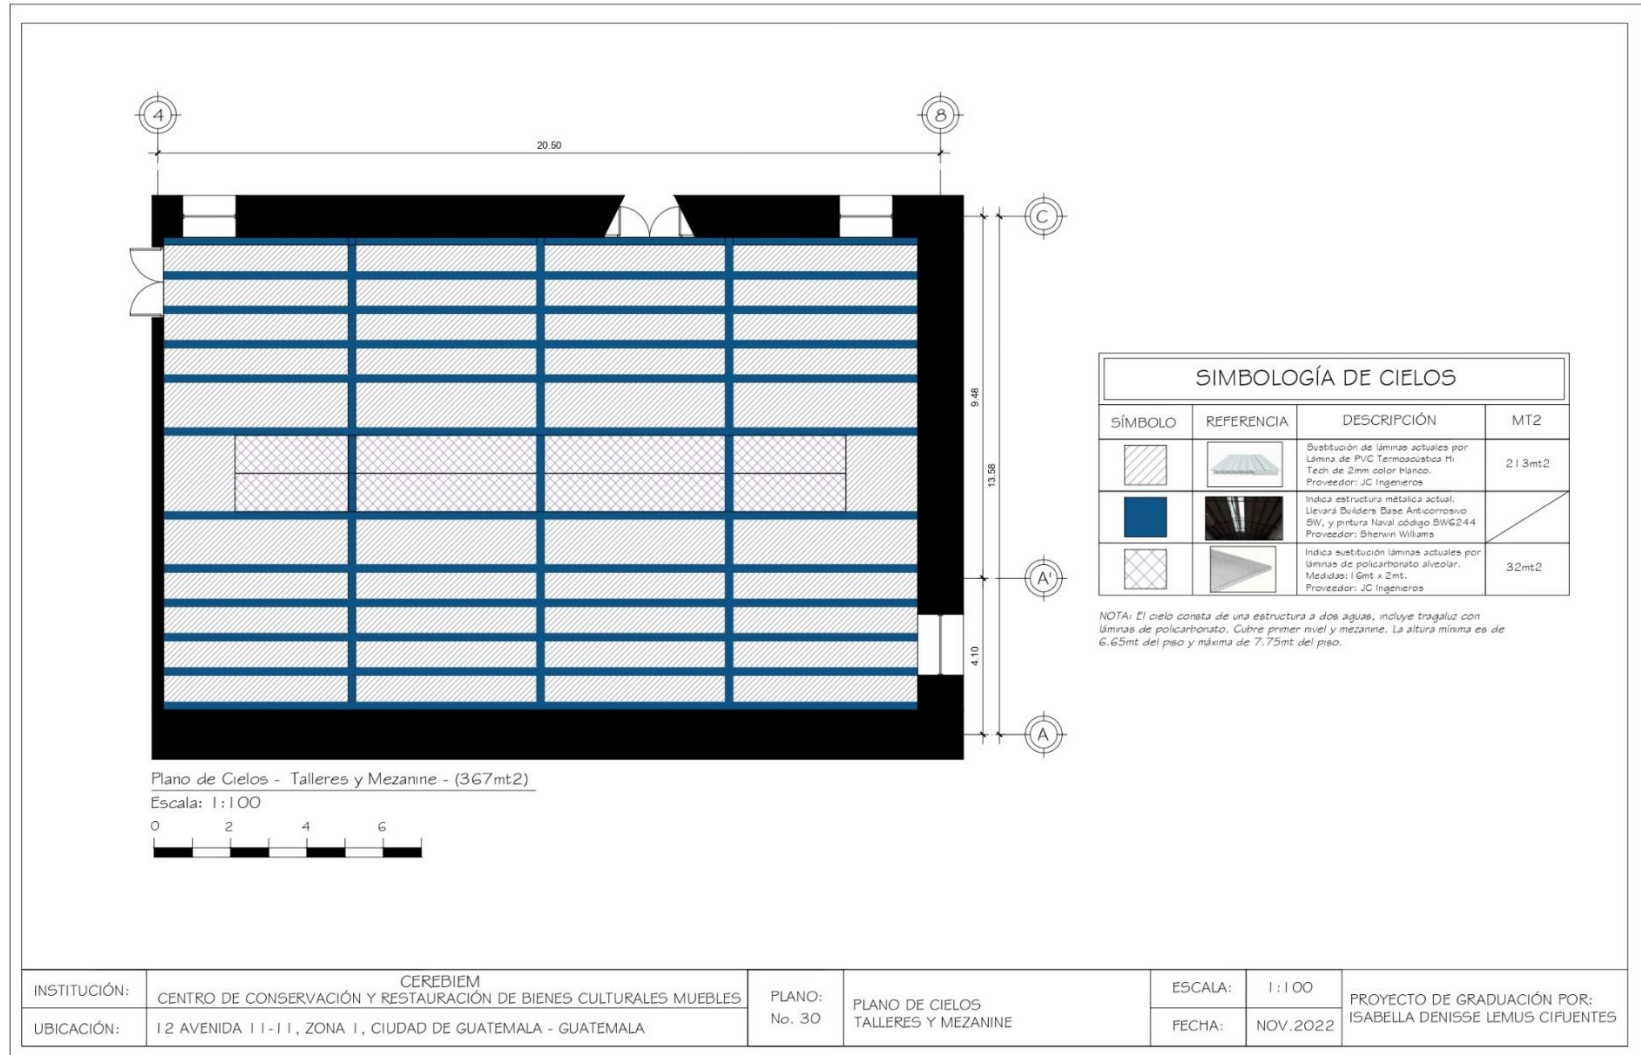 4
8
20.50
C
9.48
13.58
A'
4.10
A
SIMBOLOGÍA DE CIELOS
SÍMBOLO REFERENCIA DESCRIPCIÓN MT2
Sustitución de láminas actuales por
Lámina de PVC Termoacústica Hi
Tech de 2mm color blanco.
Proveedor: JC Ingenieros
213mt2
Indica estructura métalica actual.
Llevará Builders Base Anticorrosivo
SW, y pintura Naval código SW6244
Proveedor: Sherwin Williams
Indica sustitución láminas actuales por
láminas de policarbonato alveolar.
Medidas: 16mt x 2mt.
Proveedor: JC Ingenieros
32mt2
NOTA: El cielo consta de una estructura a dos aguas, incluye tragaluz con
láminas de policarbonato. Cubre primer nivel y mezanine. La altura mínima es de
6.65mt del piso y máxima de 7.75mt del piso.
Plano de Cielos - Talleres y Mezanine - (367mt2)
Escala: 1:100
0 2 4 6
INSTITUCIÓN:
CEREBIEM
CENTRO DE CONSERVACIÓN Y RESTAURACIÓN DE BIENES CULTURALES MUEBLES
UBICACIÓN:
12 AVENIDA 11-11, ZONA 1, CIUDAD DE GUATEMALA - GUATEMALA
PLANO:
No. 30
PLANO DE CIELOS
TALLERES Y MEZANINE
ESCALA: 1:100
FECHA: NOV.2022
PROYECTO DE GRADUACIÓN POR:
ISABELLA DENISSE LEMUS CIFUENTES